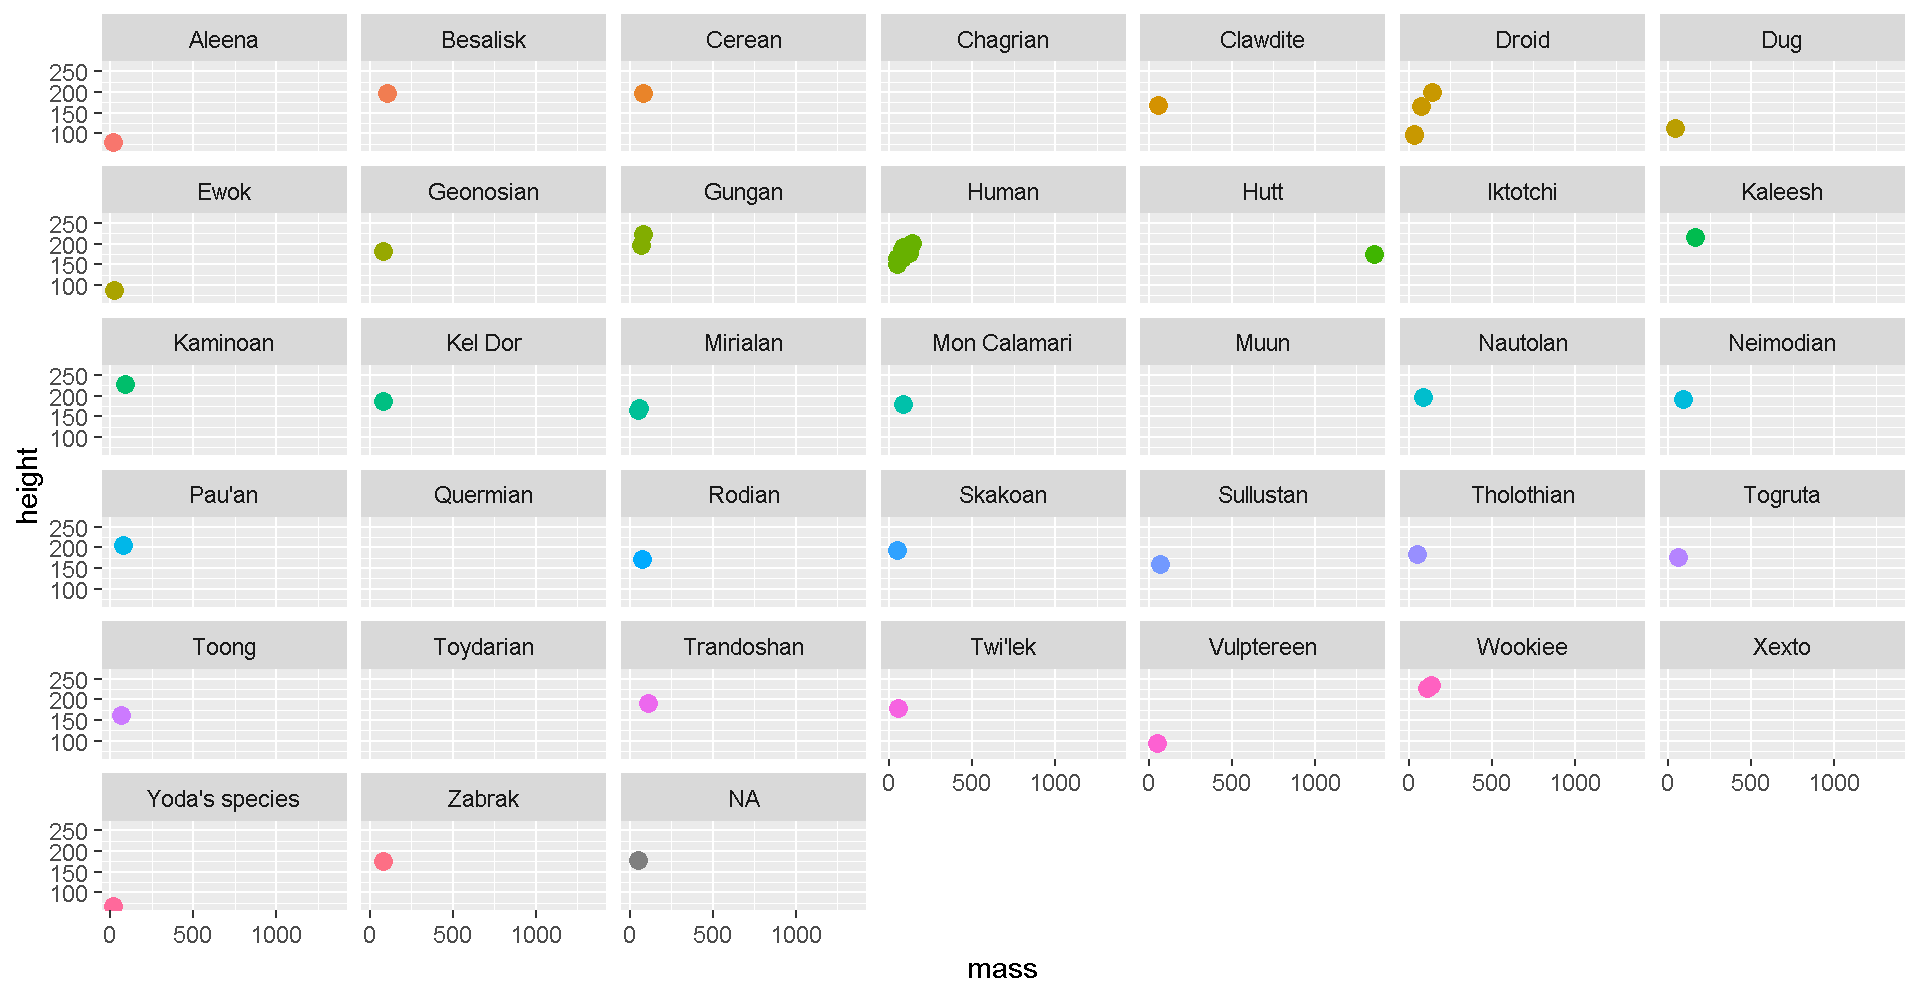 Aleena Besalisk Cerean Chagrian Clawdite Droid Dug
250
200
150
100
Ewok Geonosian Gungan Human Hutt Iktotchi Kaleesh
250
200
150
100
Kaminoan Kel Dor Mirialan Mon Calamari Muun Nautolan Neimodian
250
200
150
100
height
Pau'an Quermian Rodian Skakoan Sullustan Tholothian Togruta
250
200
150
100
Toong Toydarian Trandoshan Twi'lek Vulptereen Wookiee Xexto
250
200
150
100
0 500 1000 0 500 1000 0 500 1000 0 500 1000
Yoda's species Zabrak NA
250
200
150
100
0 500 1000 0 500 1000 0 500 1000
mass